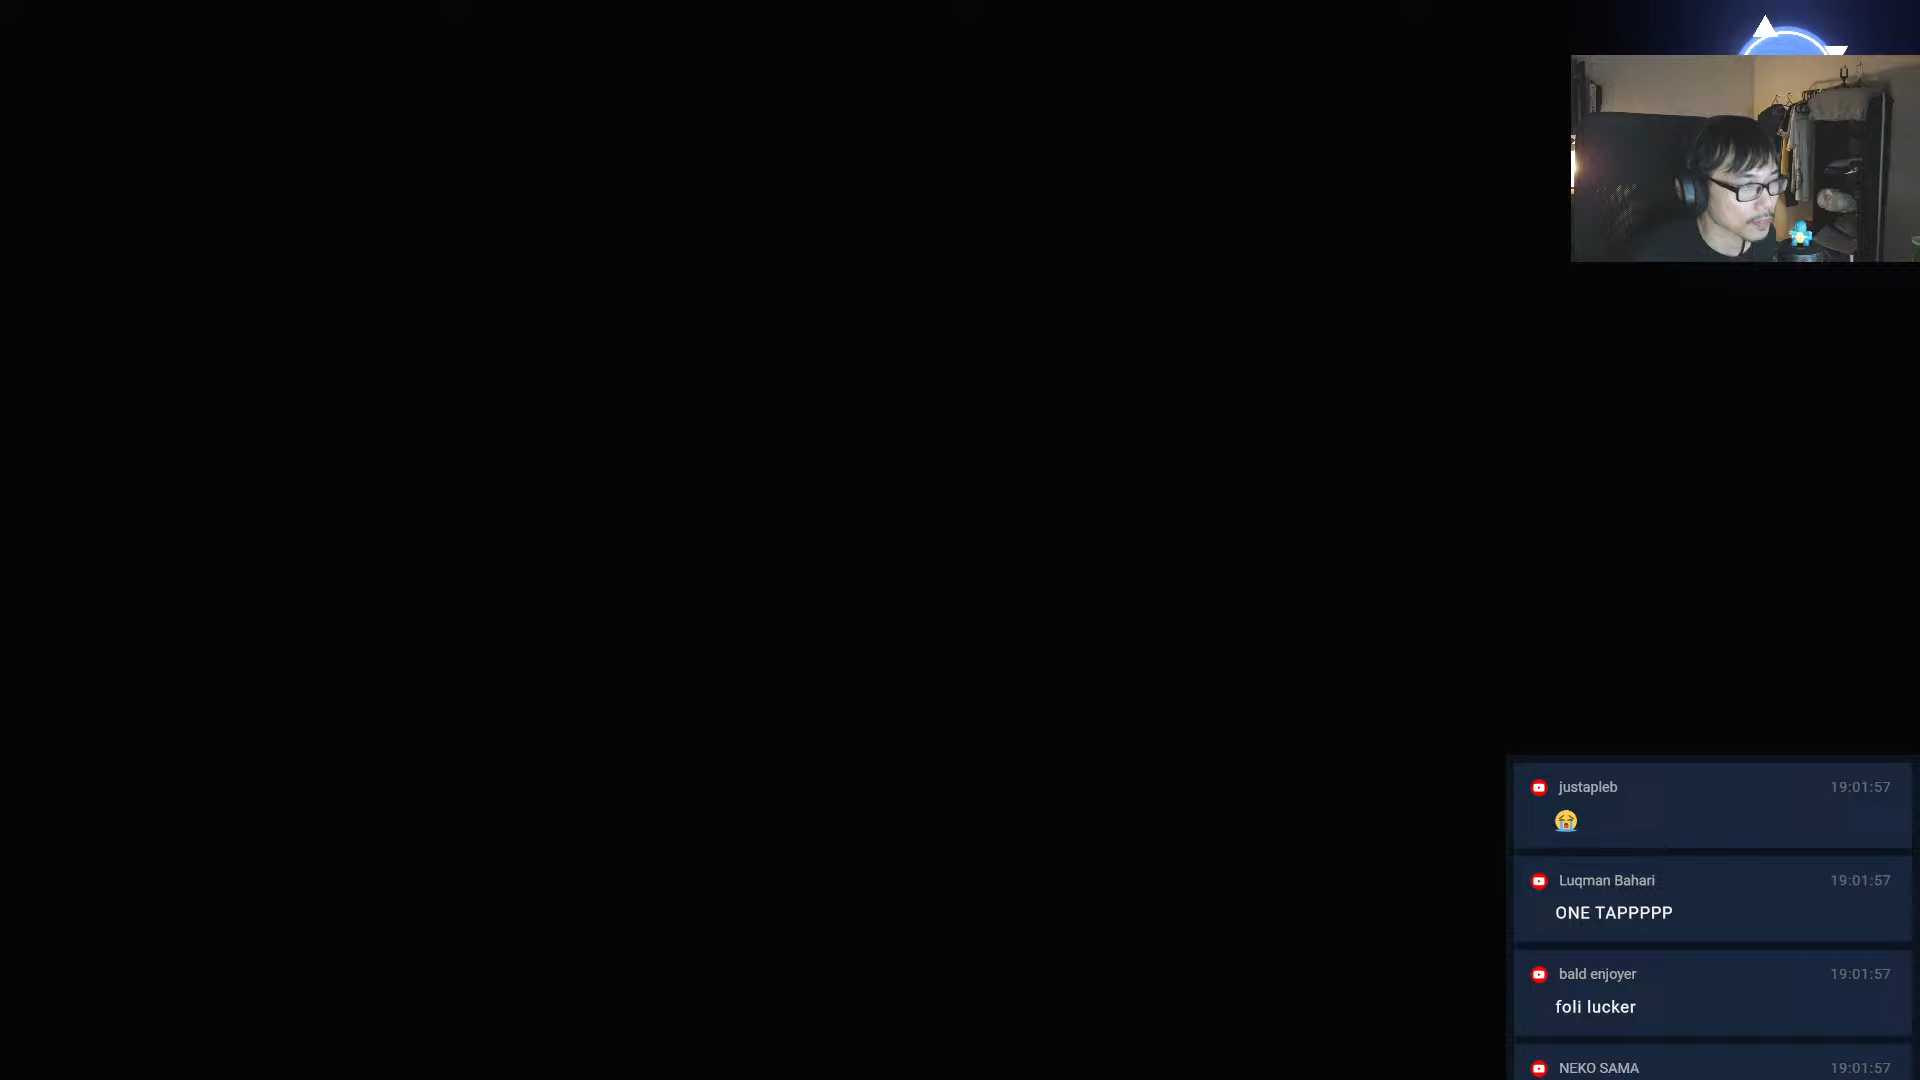 justapleb 19:01:57
😭
Luqman Bahari 19:01:57
ONE TAPPPPP
bald enjoyer 19:01:57
foli lucker
NEKO SAMA 19:01:57